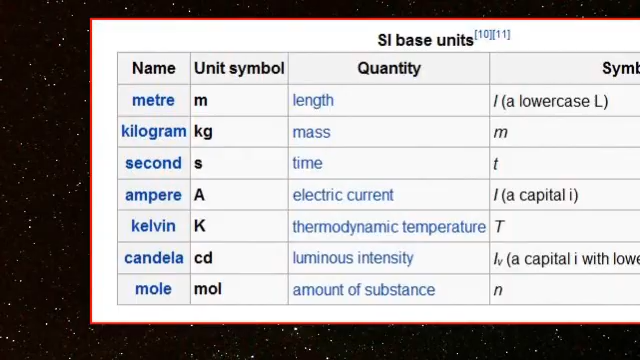 SI base units[10][11]
Name Unit symbol Quantity Symb
metre m length l (a lowercase L)
kilogram kg mass m
second s time t
ampere A electric current I (a capital i)
kelvin K thermodynamic temperature T
candela cd luminous intensity Iv (a capital i with lowe
mole mol amount of substance n